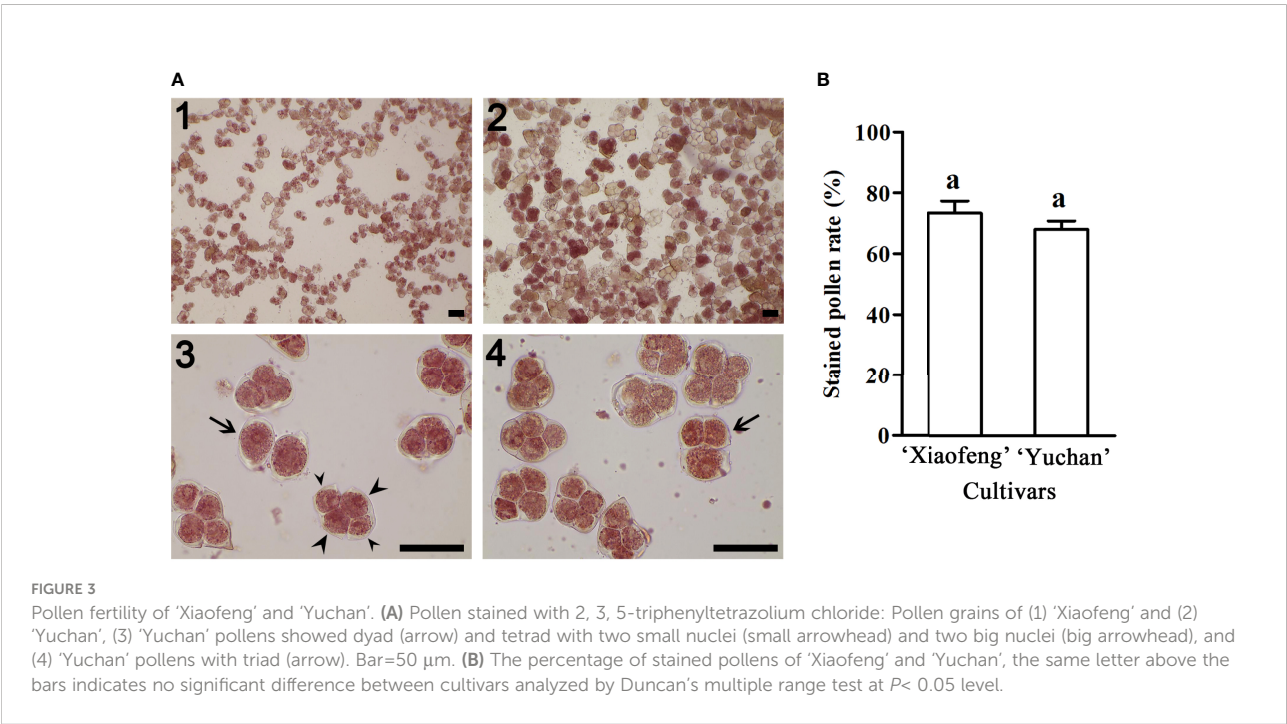 A
B
1
2
3
4
100
80
60
40
20
0
Stained pollen rate (%)
a
a
‘Xiaofeng’ ‘Yuchan’
Cultivars
FIGURE 3
Pollen fertility of ‘Xiaofeng’ and ‘Yuchan’. (A) Pollen stained with 2, 3, 5-triphenyltetrazolium chloride: Pollen grains of (1) ‘Xiaofeng’ and (2)
‘Yuchan’, (3) ‘Yuchan’ pollens showed dyad (arrow) and tetrad with two small nuclei (small arrowhead) and two big nuclei (big arrowhead), and
(4) ‘Yuchan’ pollens with triad (arrow). Bar=50 μm. (B) The percentage of stained pollens of ‘Xiaofeng’ and ‘Yuchan’, the same letter above the
bars indicates no significant difference between cultivars analyzed by Duncan’s multiple range test at P< 0.05 level.